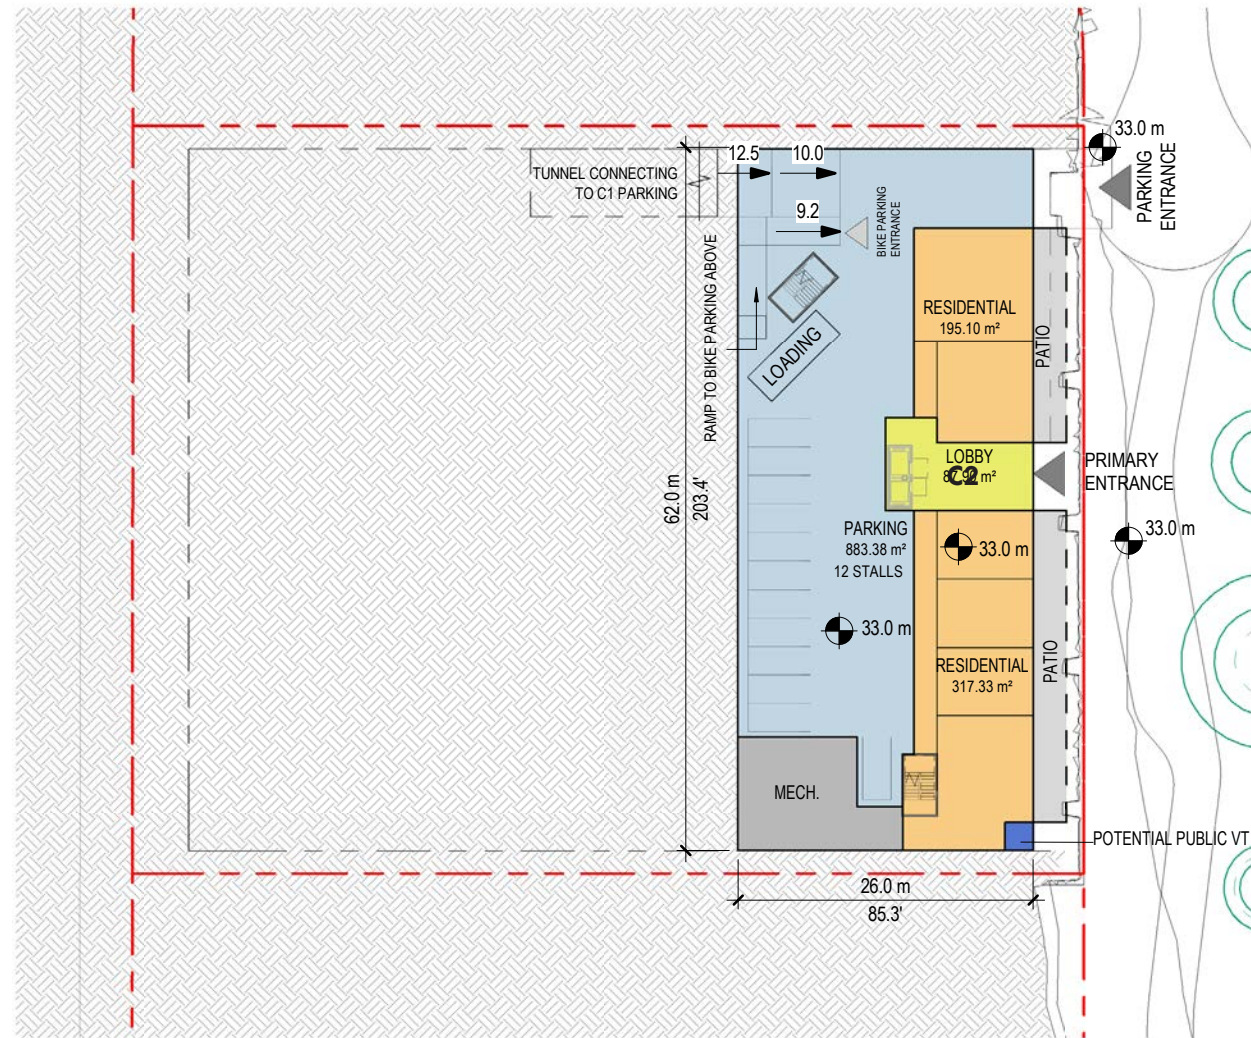 33.0 m
PARKING
ENTRANCE
12.5
10.0
TUNNEL CONNECTING
TO C1 PARKING
9.2
BIKE PARKING
ENTRANCE
RAMP TO BIKE PARKING ABOVE
LOADING
RESIDENTIAL
195.10 m²
PATIO
LOBBY
C2
PRIMARY
ENTRANCE
62.0 m
203.4'
PARKING
883.38 m²
12 STALLS
33.0 m
33.0 m
33.0 m
RESIDENTIAL
317.33 m²
PATIO
MECH.
POTENTIAL PUBLIC VT
26.0 m
85.3'